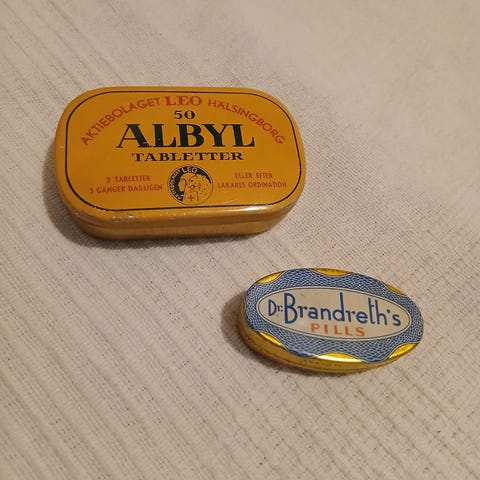 AKTIEBOLAGET LEO HÄLSINGBORG
50
ALBYL
TABLETTER
2 TABLETTER
3 GÅNGER DAGLIGEN
ELLER EFTER
LÄKARES ORDINATION
LEO
Dr. Brandreth's
PILLS